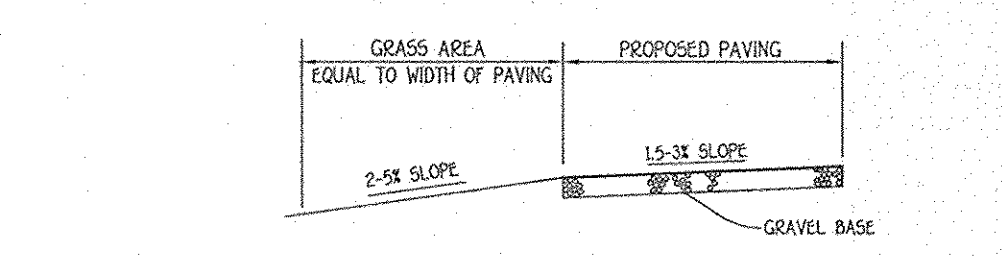 GRASS AREA
EQUAL TO WIDTH OF PAVING
PROPOSED PAVING
2-5% SLOPE
1.5-3% SLOPE
GRAVEL BASE